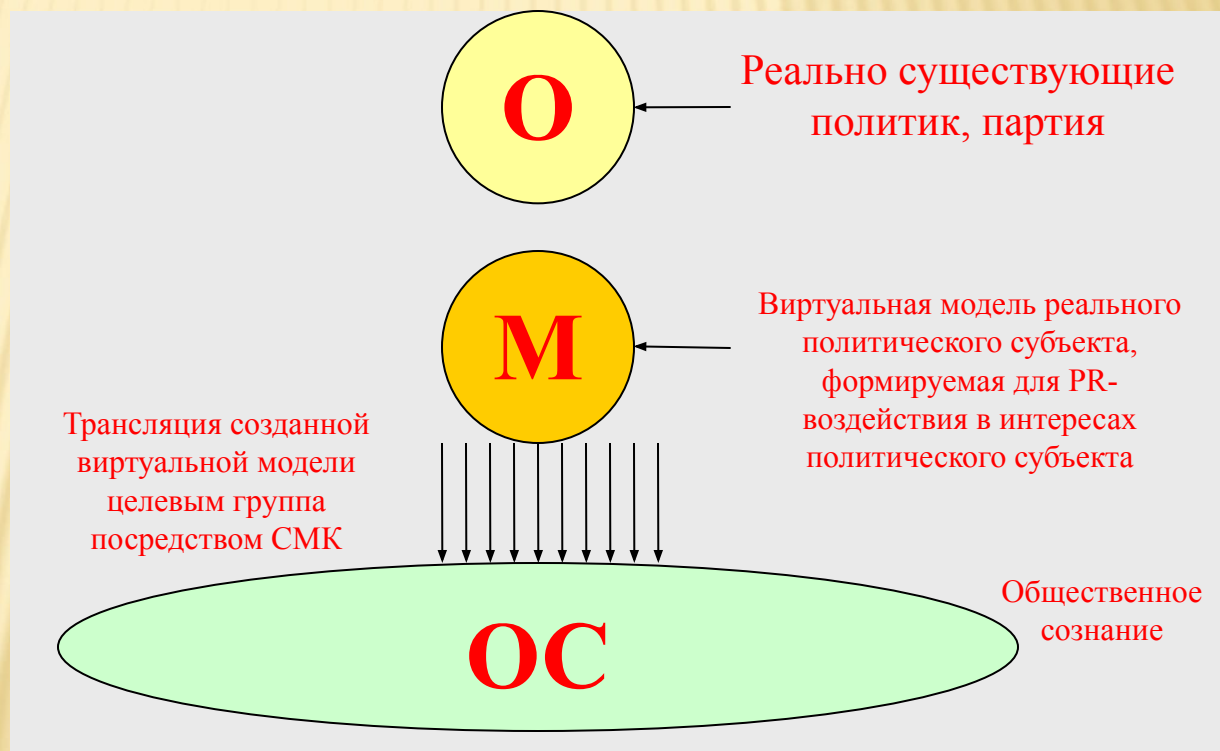 О
Реально существующие
политик, партия
М
Виртуальная модель реального
политического субъекта,
формируемая для PR-
воздействия в интересах
политического субъекта
Трансляция созданной
виртуальной модели
целевым группа
посредством СМК
ОС
Общественное
сознание